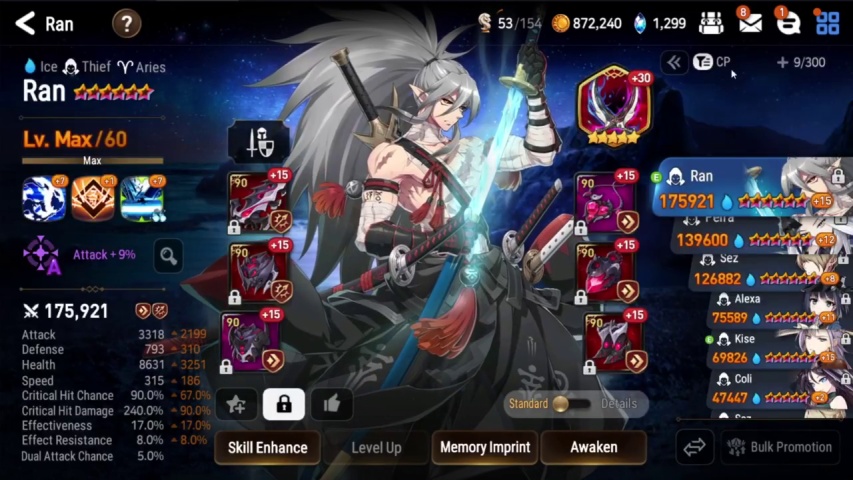 Ran ? 53/154 872,240 1,299 8 1
Ice Thief Aries
Ran
Lv. Max/60
Max
+7 +1 +7
Attack +9%
175,921
Attack 3318 2199
Defense 793 310
Health 8631 3251
Speed 315 186
Critical Hit Chance 90.0% 67.0%
Critical Hit Damage 240.0% 90.0%
Effectiveness 17.0% 17.0%
Effect Resistance 8.0% 8.0%
Dual Attack Chance 5.0%
90 +15
90 +15
90 +15
+30
90 +15
90 +15
90 +15
Standard Details
Skill Enhance Level Up Memory Imprint Awaken
CP + 9/300
E Ran
175921 +15
Peira
139600 +12
Sez
126882 +8
Alexa
75589
E Kise
69826 +15
Coli
47447 +2
Sez
Bulk Promotion